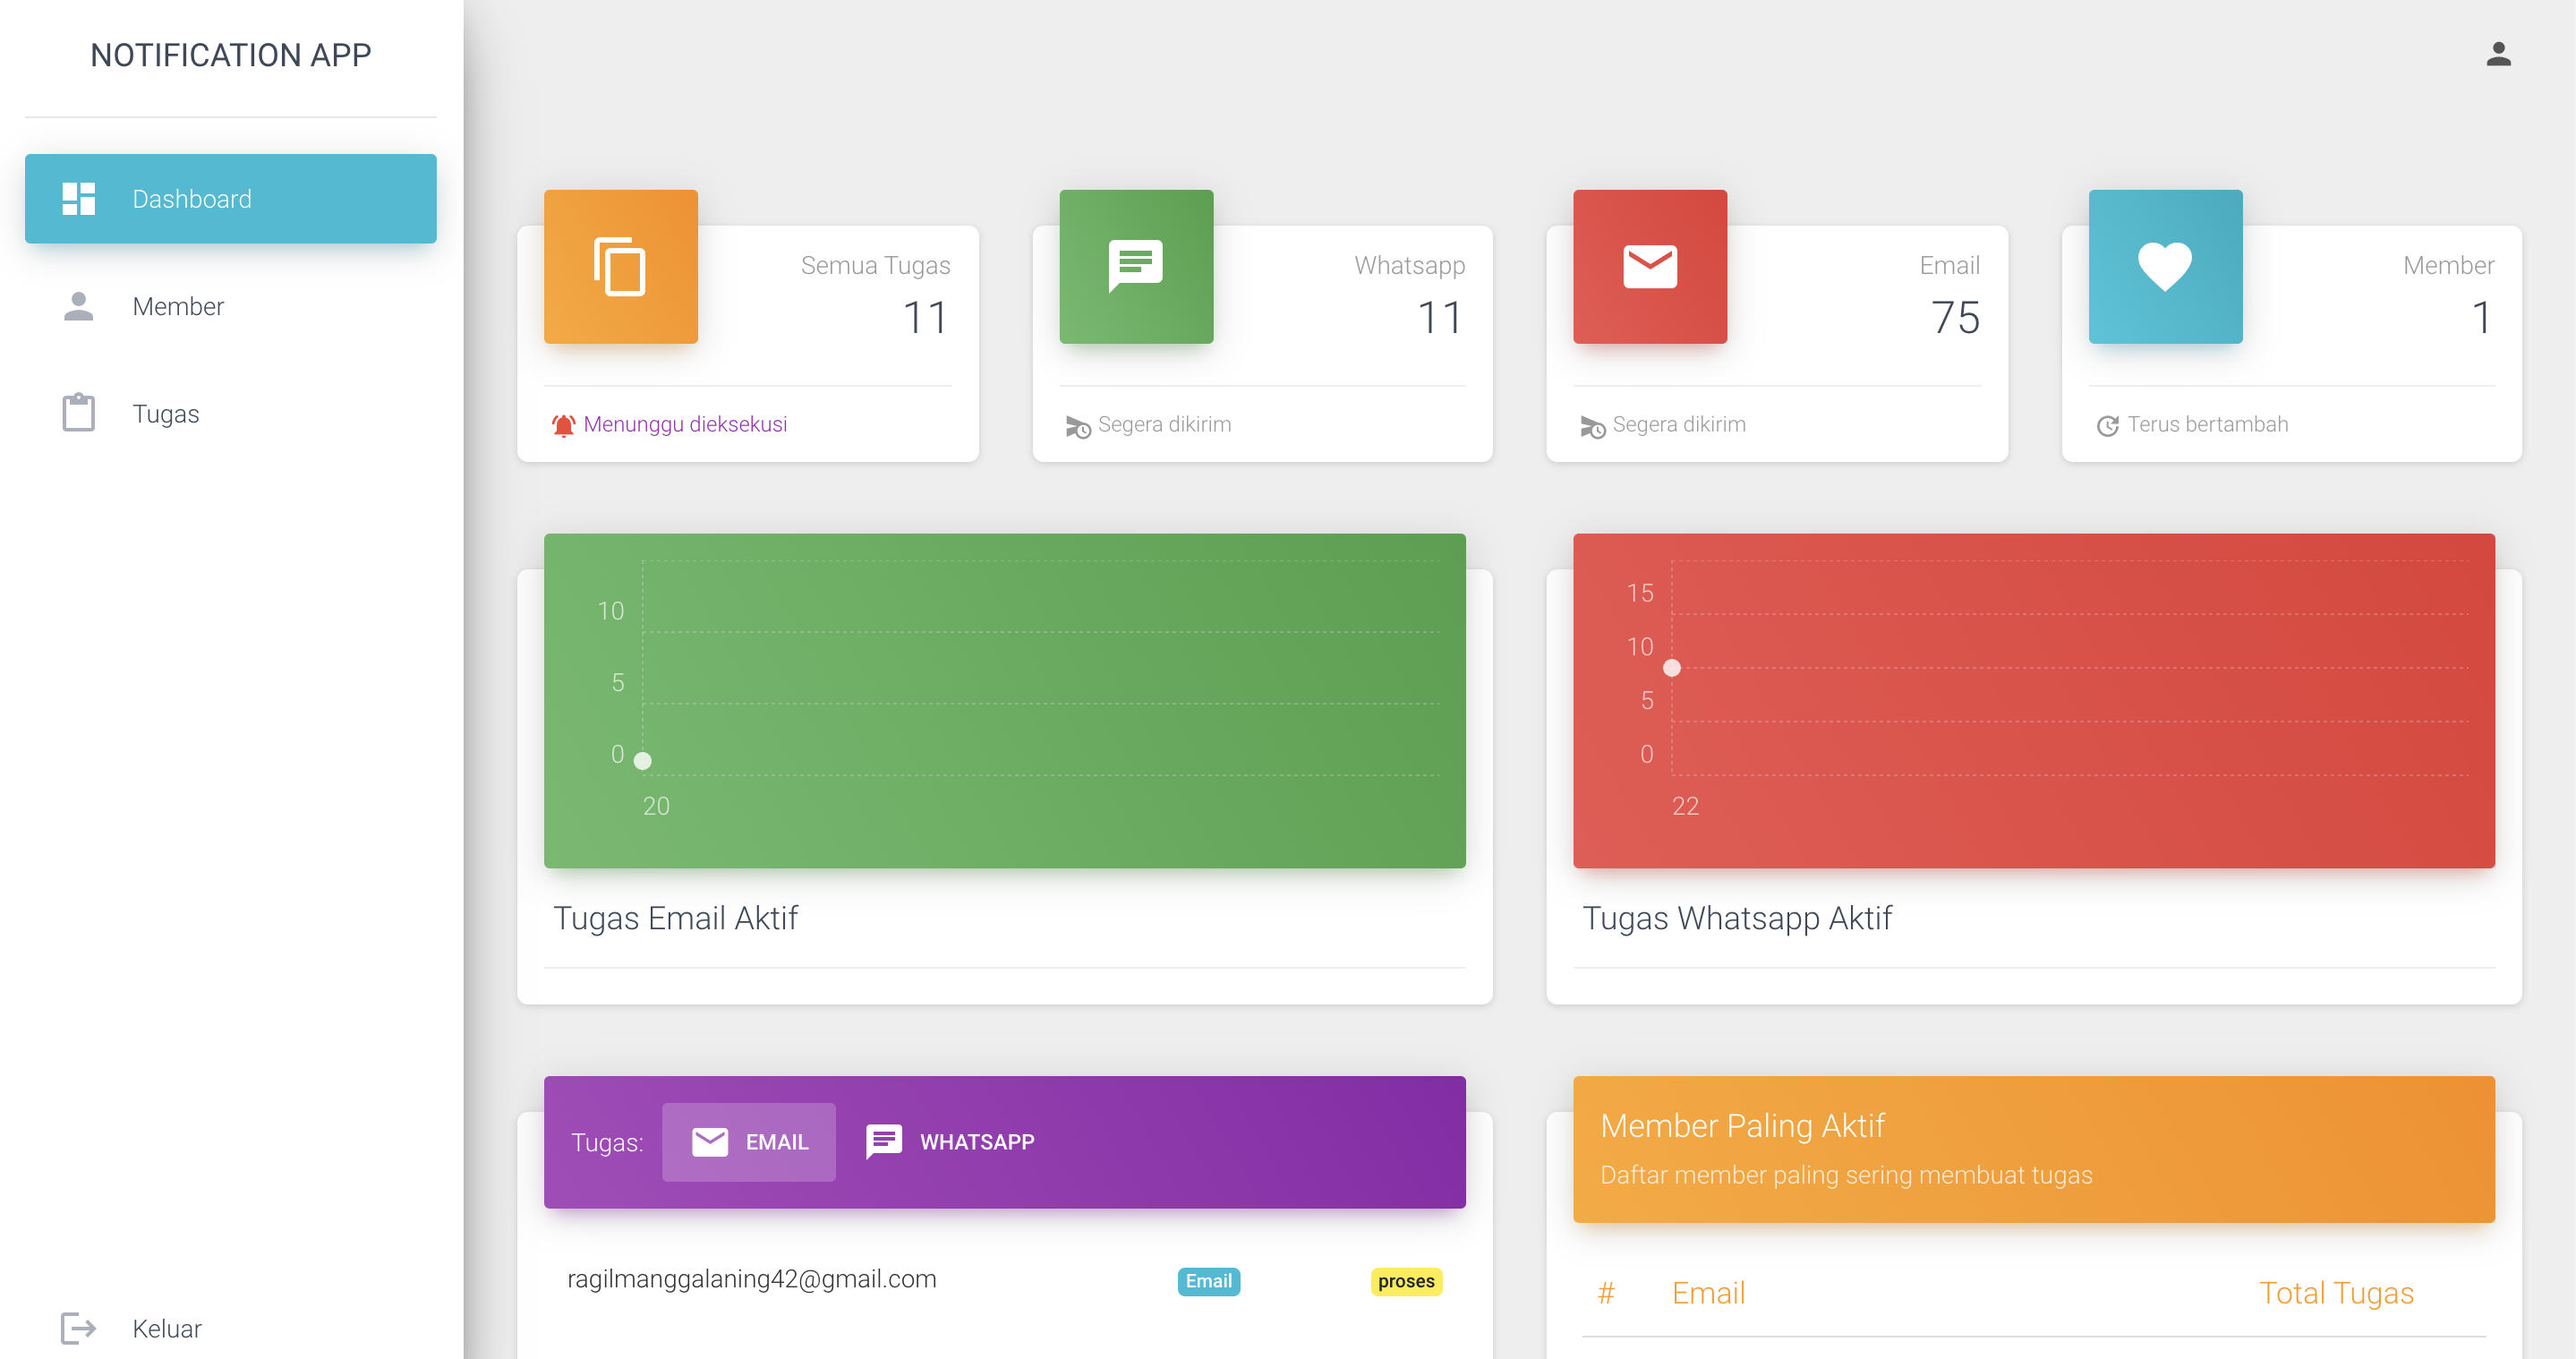 NOTIFICATION APP
Dashboard
Member
Tugas
Keluar
Semua Tugas
11
Menunggu dieksekusi
Whatsapp
11
Segera dikirim
Email
75
Segera dikirim
Member
1
Terus bertambah
10
5
0
20
Tugas Email Aktif
15
10
5
0
22
Tugas Whatsapp Aktif
Tugas: EMAIL WHATSAPP
ragilmanggalaning42@gmail.com Email proses
Member Paling Aktif
Daftar member paling sering membuat tugas
# Email Total Tugas